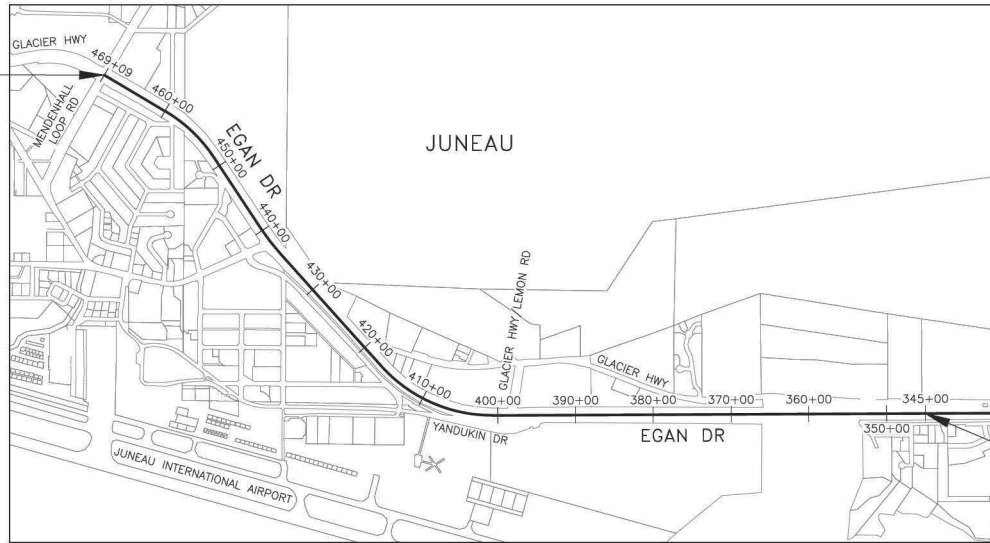 GLACIER HWY
469+09
MENDENHALL
LOOP RD
460+00
EGAN DR
450+00
440+00
JUNEAU
430+00
420+00
GLACIER HWY/LEMON RD
GLACIER HWY
410+00
400+00
390+00
380+00
370+00
360+00
345+00
350+00
YANDUKIN DR
EGAN DR
JUNEAU INTERNATIONAL AIRPORT